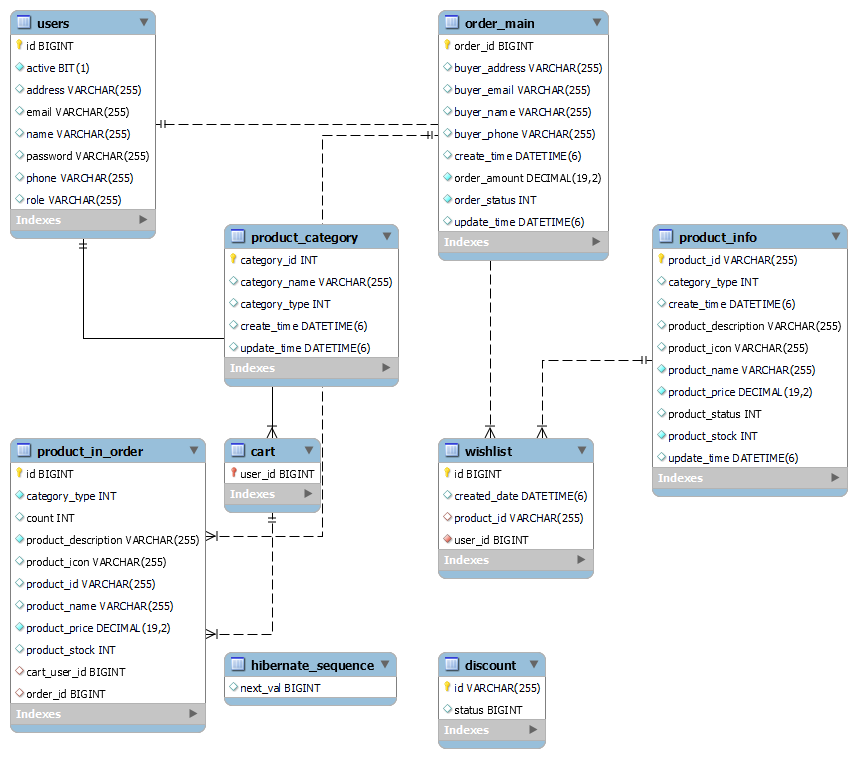 users
id BIGINT
active BIT(1)
address VARCHAR(255)
email VARCHAR(255)
name VARCHAR(255)
password VARCHAR(255)
phone VARCHAR(255)
role VARCHAR(255)
Indexes
order_main
order_id BIGINT
buyer_address VARCHAR(255)
buyer_email VARCHAR(255)
buyer_name VARCHAR(255)
buyer_phone VARCHAR(255)
create_time DATETIME(6)
order_amount DECIMAL(19,2)
order_status INT
update_time DATETIME(6)
Indexes
product_category
category_id INT
category_name VARCHAR(255)
category_type INT
create_time DATETIME(6)
update_time DATETIME(6)
Indexes
product_info
product_id VARCHAR(255)
category_type INT
create_time DATETIME(6)
product_description VARCHAR(255)
product_icon VARCHAR(255)
product_name VARCHAR(255)
product_price DECIMAL(19,2)
product_status INT
product_stock INT
update_time DATETIME(6)
Indexes
product_in_order
id BIGINT
category_type INT
count INT
product_description VARCHAR(255)
product_icon VARCHAR(255)
product_id VARCHAR(255)
product_name VARCHAR(255)
product_price DECIMAL(19,2)
product_stock INT
cart_user_id BIGINT
order_id BIGINT
Indexes
cart
user_id BIGINT
Indexes
wishlist
id BIGINT
created_date DATETIME(6)
product_id VARCHAR(255)
user_id BIGINT
Indexes
hibernate_sequence
next_val BIGINT
discount
id VARCHAR(255)
status BIGINT
Indexes